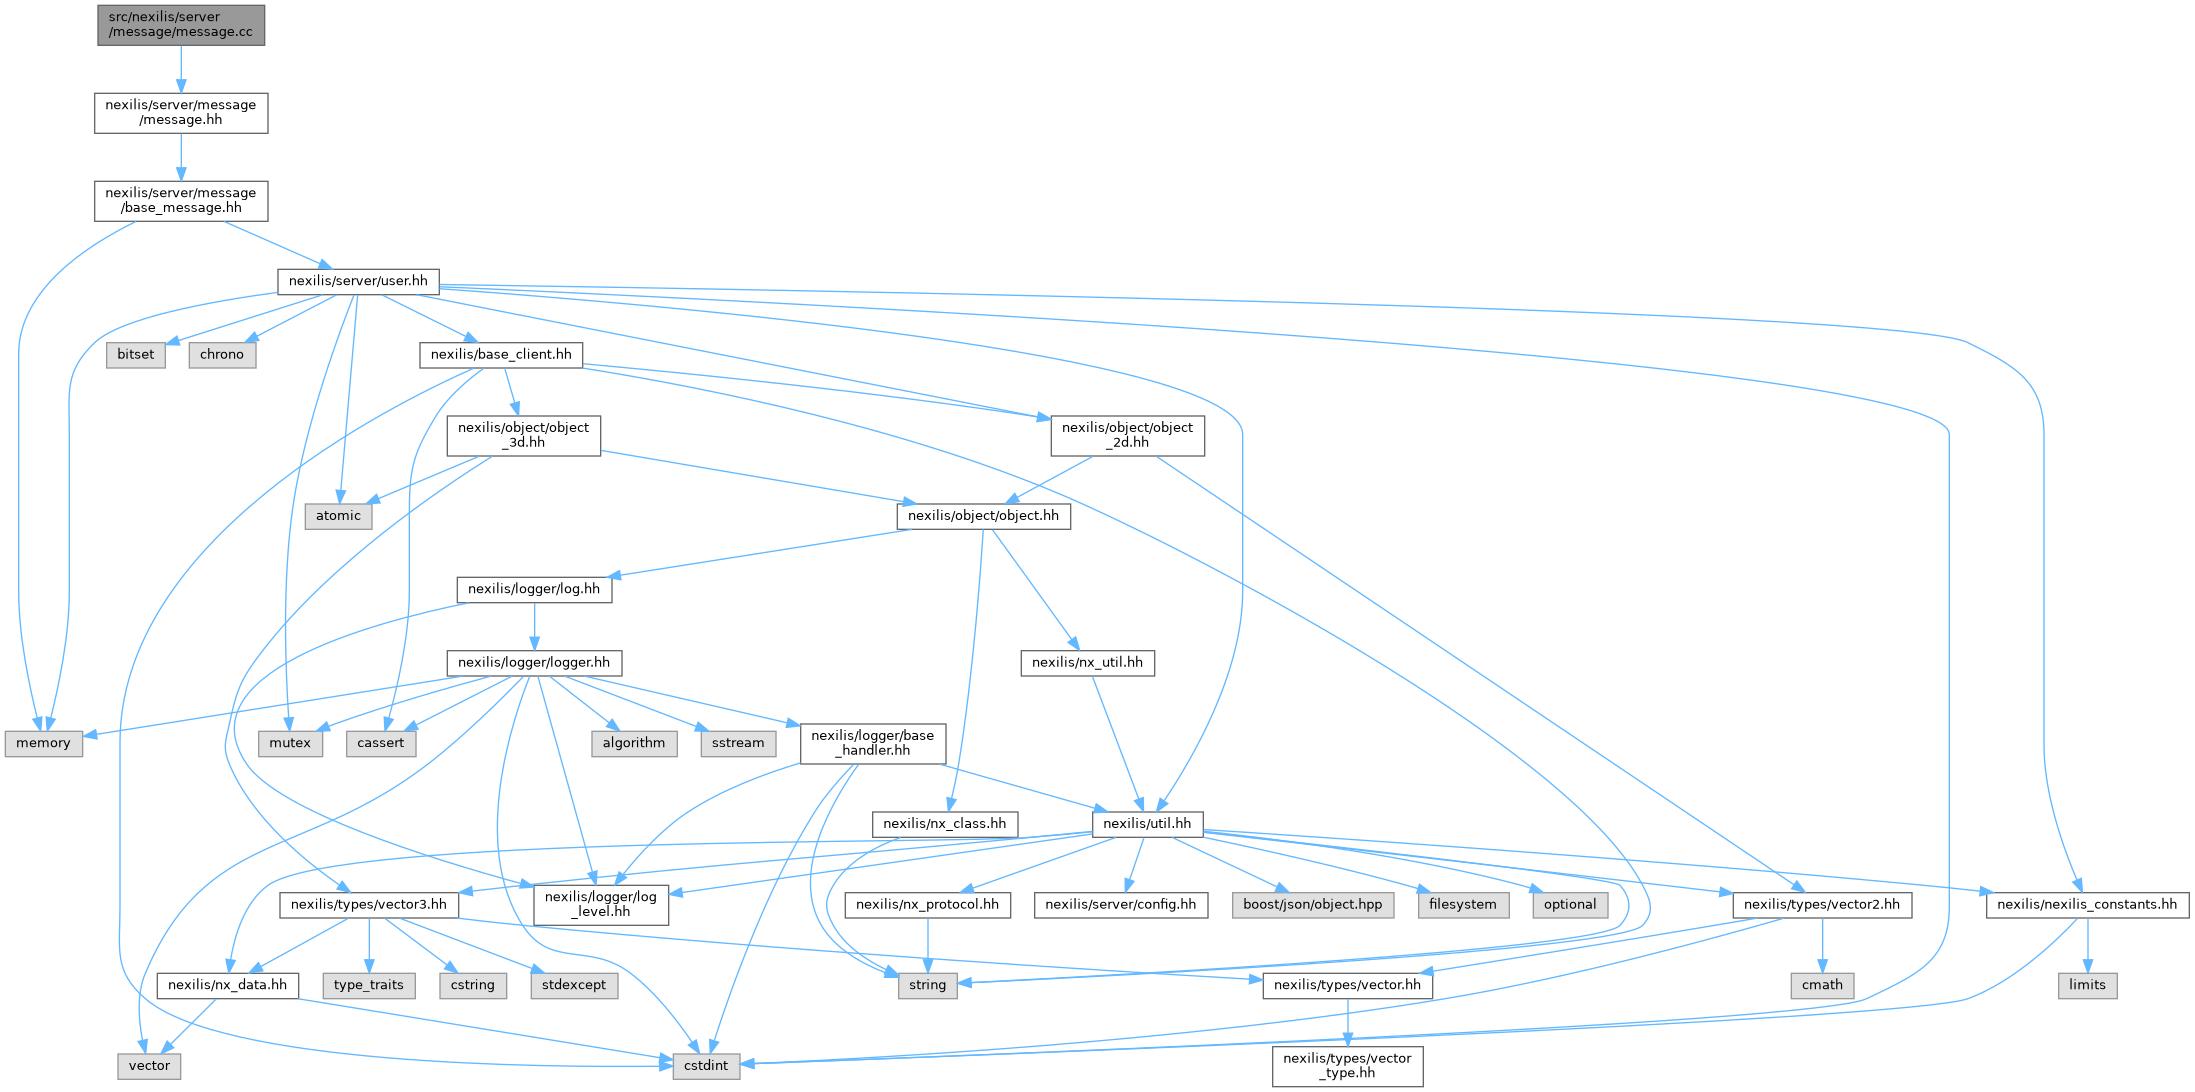 src/nexilis/server
/message/message.cc
nexilis/server/message
/message.hh
nexilis/server/message
/base_message.hh
nexilis/server/user.hh
bitset
chrono
nexilis/base_client.hh
nexilis/object/object
_3d.hh
nexilis/object/object
_2d.hh
atomic
nexilis/object/object.hh
nexilis/logger/log.hh
nexilis/logger/logger.hh
nexilis/nx_util.hh
memory
mutex
cassert
algorithm
sstream
nexilis/logger/base
_handler.hh
nexilis/nx_class.hh
nexilis/util.hh
nexilis/types/vector3.hh
nexilis/logger/log
_level.hh
nexilis/nx_protocol.hh
nexilis/server/config.hh
boost/json/object.hpp
filesystem
optional
nexilis/types/vector2.hh
nexilis/nexilis_constants.hh
nexilis/nx_data.hh
type_traits
cstring
stdexcept
string
nexilis/types/vector.hh
cmath
limits
vector
cstdint
nexilis/types/vector
_type.hh